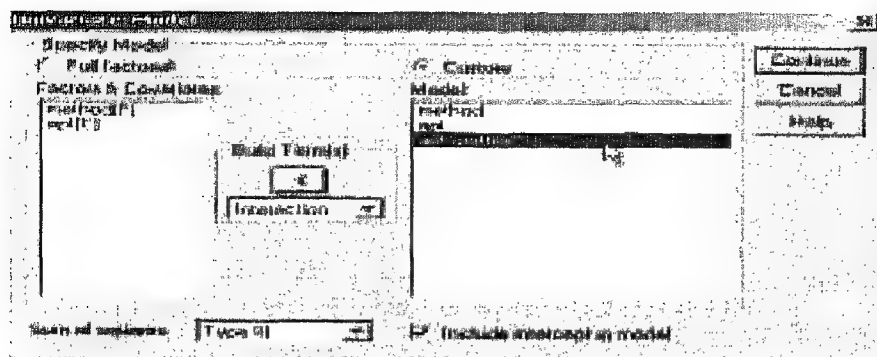 Specify Model
Full factorial
Custom
Continue
Factors & Covariates
Model:
Cancel
method(F)
method
Help
Build Term(s)
Interaction
Sum of squares:
Type III
Include intercept in model